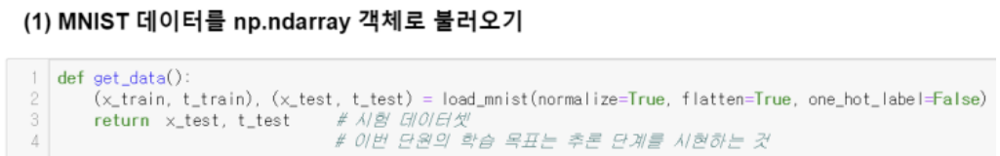 (1) MNIST 데이터를 np.ndarray 객체로 불러오기
1 def get_data():
2     (x_train, t_train), (x_test, t_test) = load_mnist(normalize=True, flatten=True, one_hot_label=False)
3     return x_test, t_test     # 시험 데이터셋
4                               # 이번 단원의 학습 목표는 추론 단계를 시현하는 것